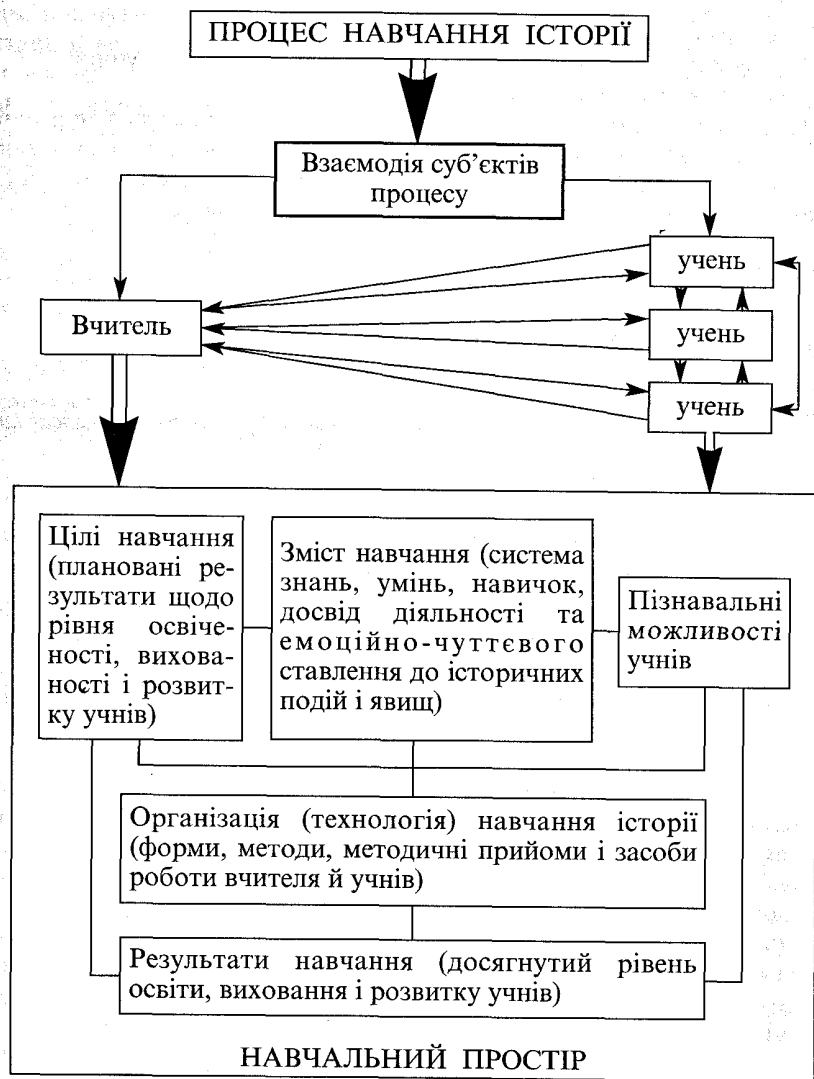 ПРОЦЕС НАВЧАННЯ ІСТОРІЇ
Взаємодія суб’єктів
процесу
Вчитель
учень
учень
учень
Цілі навчання
(плановані ре-
зультати щодо
рівня освіче-
ності, вихова-
ності і розвит-
ку учнів)
Зміст навчання (система
знань, умінь, навичок,
досвід діяльності та
емоційно-чуттєвого
ставлення до історичних
подій і явищ)
Пізнавальні
можливості
учнів
Організація (технологія) навчання історії
(форми, методи, методичні прийоми і засоби
роботи вчителя й учнів)
Результати навчання (досягнутий рівень
освіти, виховання і розвитку учнів)
НАВЧАЛЬНИЙ ПРОСТІР